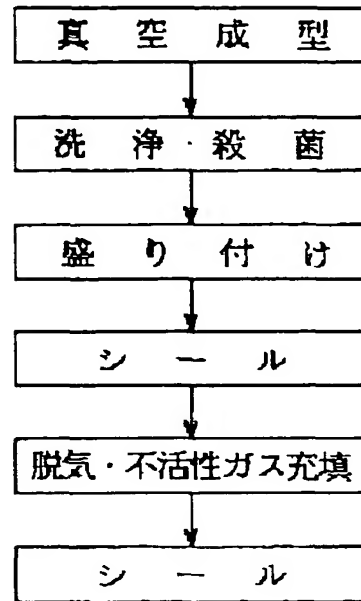 真空成型
洗浄・殺菌
盛り付け
シール
脱気・不活性ガス充填
シール